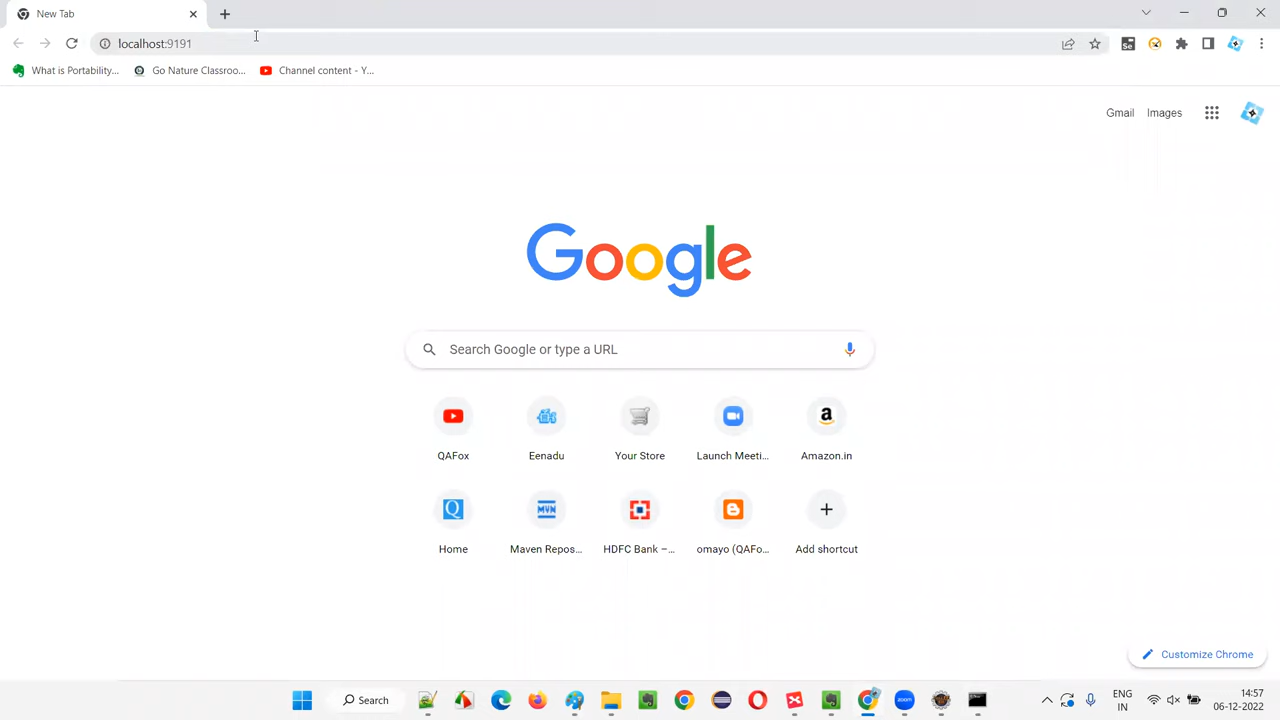 New Tab
localhost:9191
What is Portability...
Go Nature Classroo...
Channel content - Y...
Gmail
Images
Google
Search Google or type a URL
QAFox
Eenadu
Your Store
Launch Meeti...
Amazon.in
Home
Maven Repos...
HDFC Bank –...
omayo (QAFo...
Add shortcut
Customize Chrome
Search
ENG
IN
14:57
06-12-2022